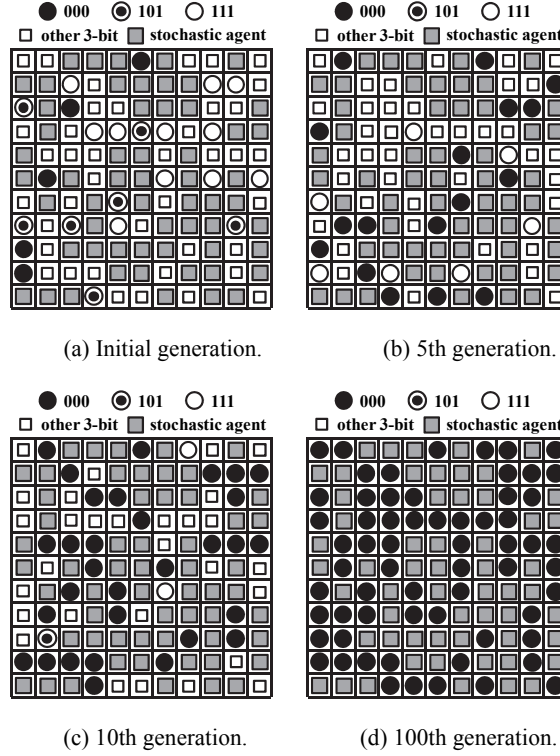 000 101 111
other 3-bit stochastic agent
(a) Initial generation.
000 101 111
other 3-bit stochastic agent
(b) 5th generation.
000 101 111
other 3-bit stochastic agent
(c) 10th generation.
000 101 111
other 3-bit stochastic agent
(d) 100th generation.